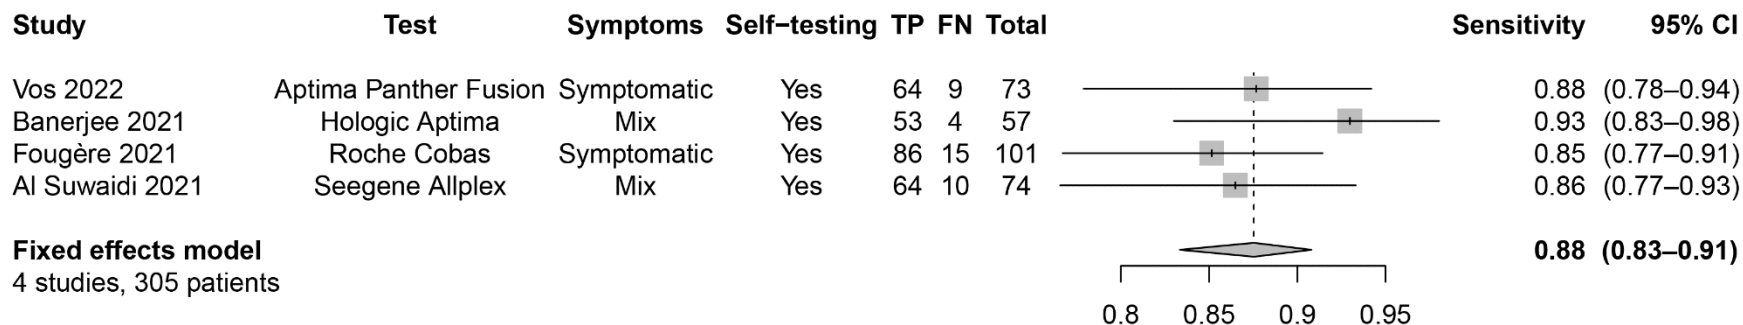 Study Test Symptoms Self−testing TP FN Total Sensitivity 95% CI
Vos 2022 Aptima Panther Fusion Symptomatic Yes 64 9 73 0.88 (0.78–0.94)
Banerjee 2021 Hologic Aptima Mix Yes 53 4 57 0.93 (0.83–0.98)
Fougère 2021 Roche Cobas Symptomatic Yes 86 15 101 0.85 (0.77–0.91)
Al Suwaidi 2021 Seegene Allplex Mix Yes 64 10 74 0.86 (0.77–0.93)
Fixed effects model 0.88 (0.83–0.91)
4 studies, 305 patients
0.8 0.85 0.9 0.95